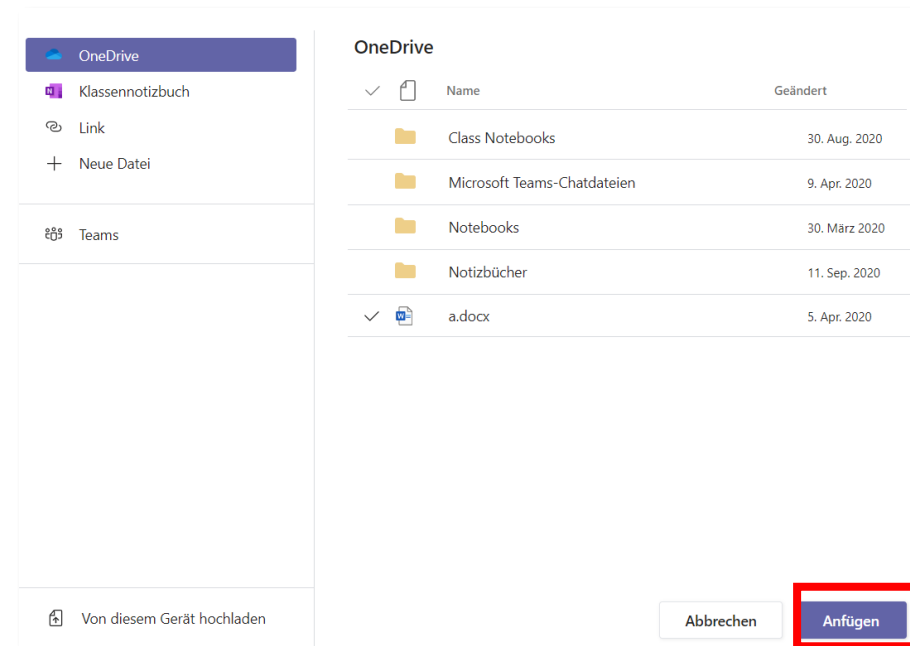 OneDrive
Klassennotizbuch
Link
Neue Datei
Teams
Von diesem Gerät hochladen
OneDrive
Name Geändert
Class Notebooks 30. Aug. 2020
Microsoft Teams-Chatdateien 9. Apr. 2020
Notebooks 30. März 2020
Notizbücher 11. Sep. 2020
a.docx 5. Apr. 2020
Abbrechen Anfügen